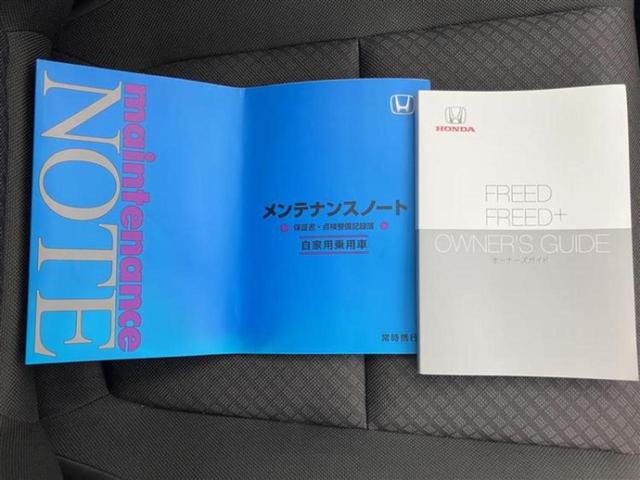 maintenance
NOTE
メンテナンスノート
保証書・点検整備記録簿
自家用乗用車
常時携行
HONDA
FREED
FREED+
OWNER'S GUIDE
オーナーズガイド